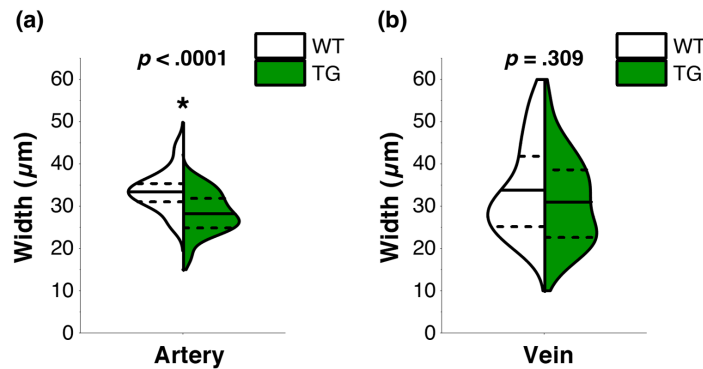 (a)
WT
TG
p < .0001
*
60
50
40
30
20
10
0
Width (µm)
Artery
(b)
WT
TG
p = .309
60
50
40
30
20
10
0
Width (µm)
Vein